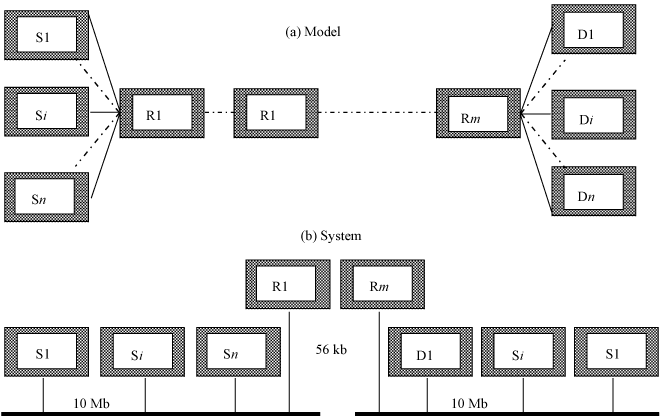 (a) Model
S1
D1
Si
R1
R1
Rm
Di
Sn
Dn
(b) System
R1
Rm
S1
Si
Sn
56 kb
D1
Si
S1
10 Mb
10 Mb